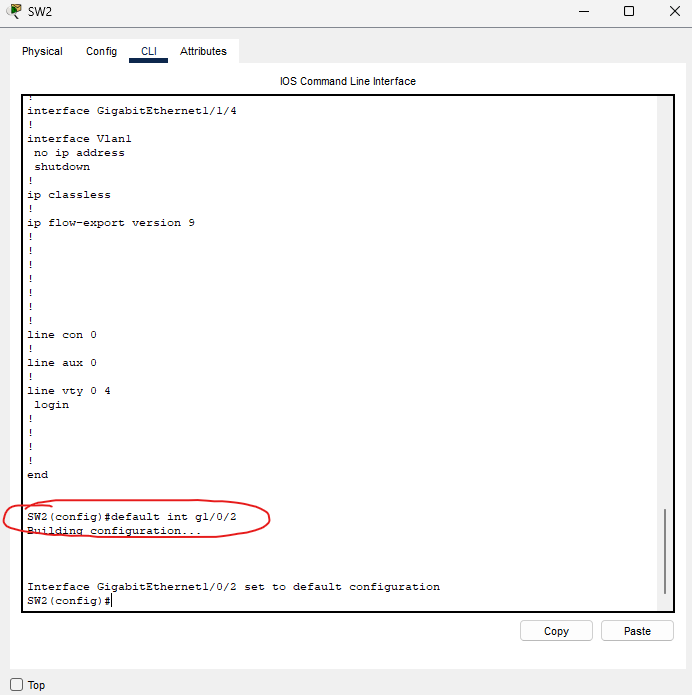 SW2
Physical Config CLI Attributes
IOS Command Line Interface
!
interface GigabitEthernet1/1/4
!
interface Vlan1
no ip address
shutdown
!
ip classless
!
ip flow-export version 9
!
!
!
!
!
!
!
line con 0
!
line aux 0
!
line vty 0 4
login
!
!
!
!
end
SW2(config)#default int g1/0/2
Building configuration...
Interface GigabitEthernet1/0/2 set to default configuration
SW2(config)#
Copy Paste
Top